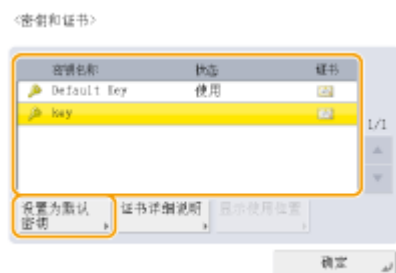 <密钥和证书>
密钥名称 状态 证书
Default Key 使用
key
1/1
设置为默认 密钥
证书详细说明
显示使用位置
确定